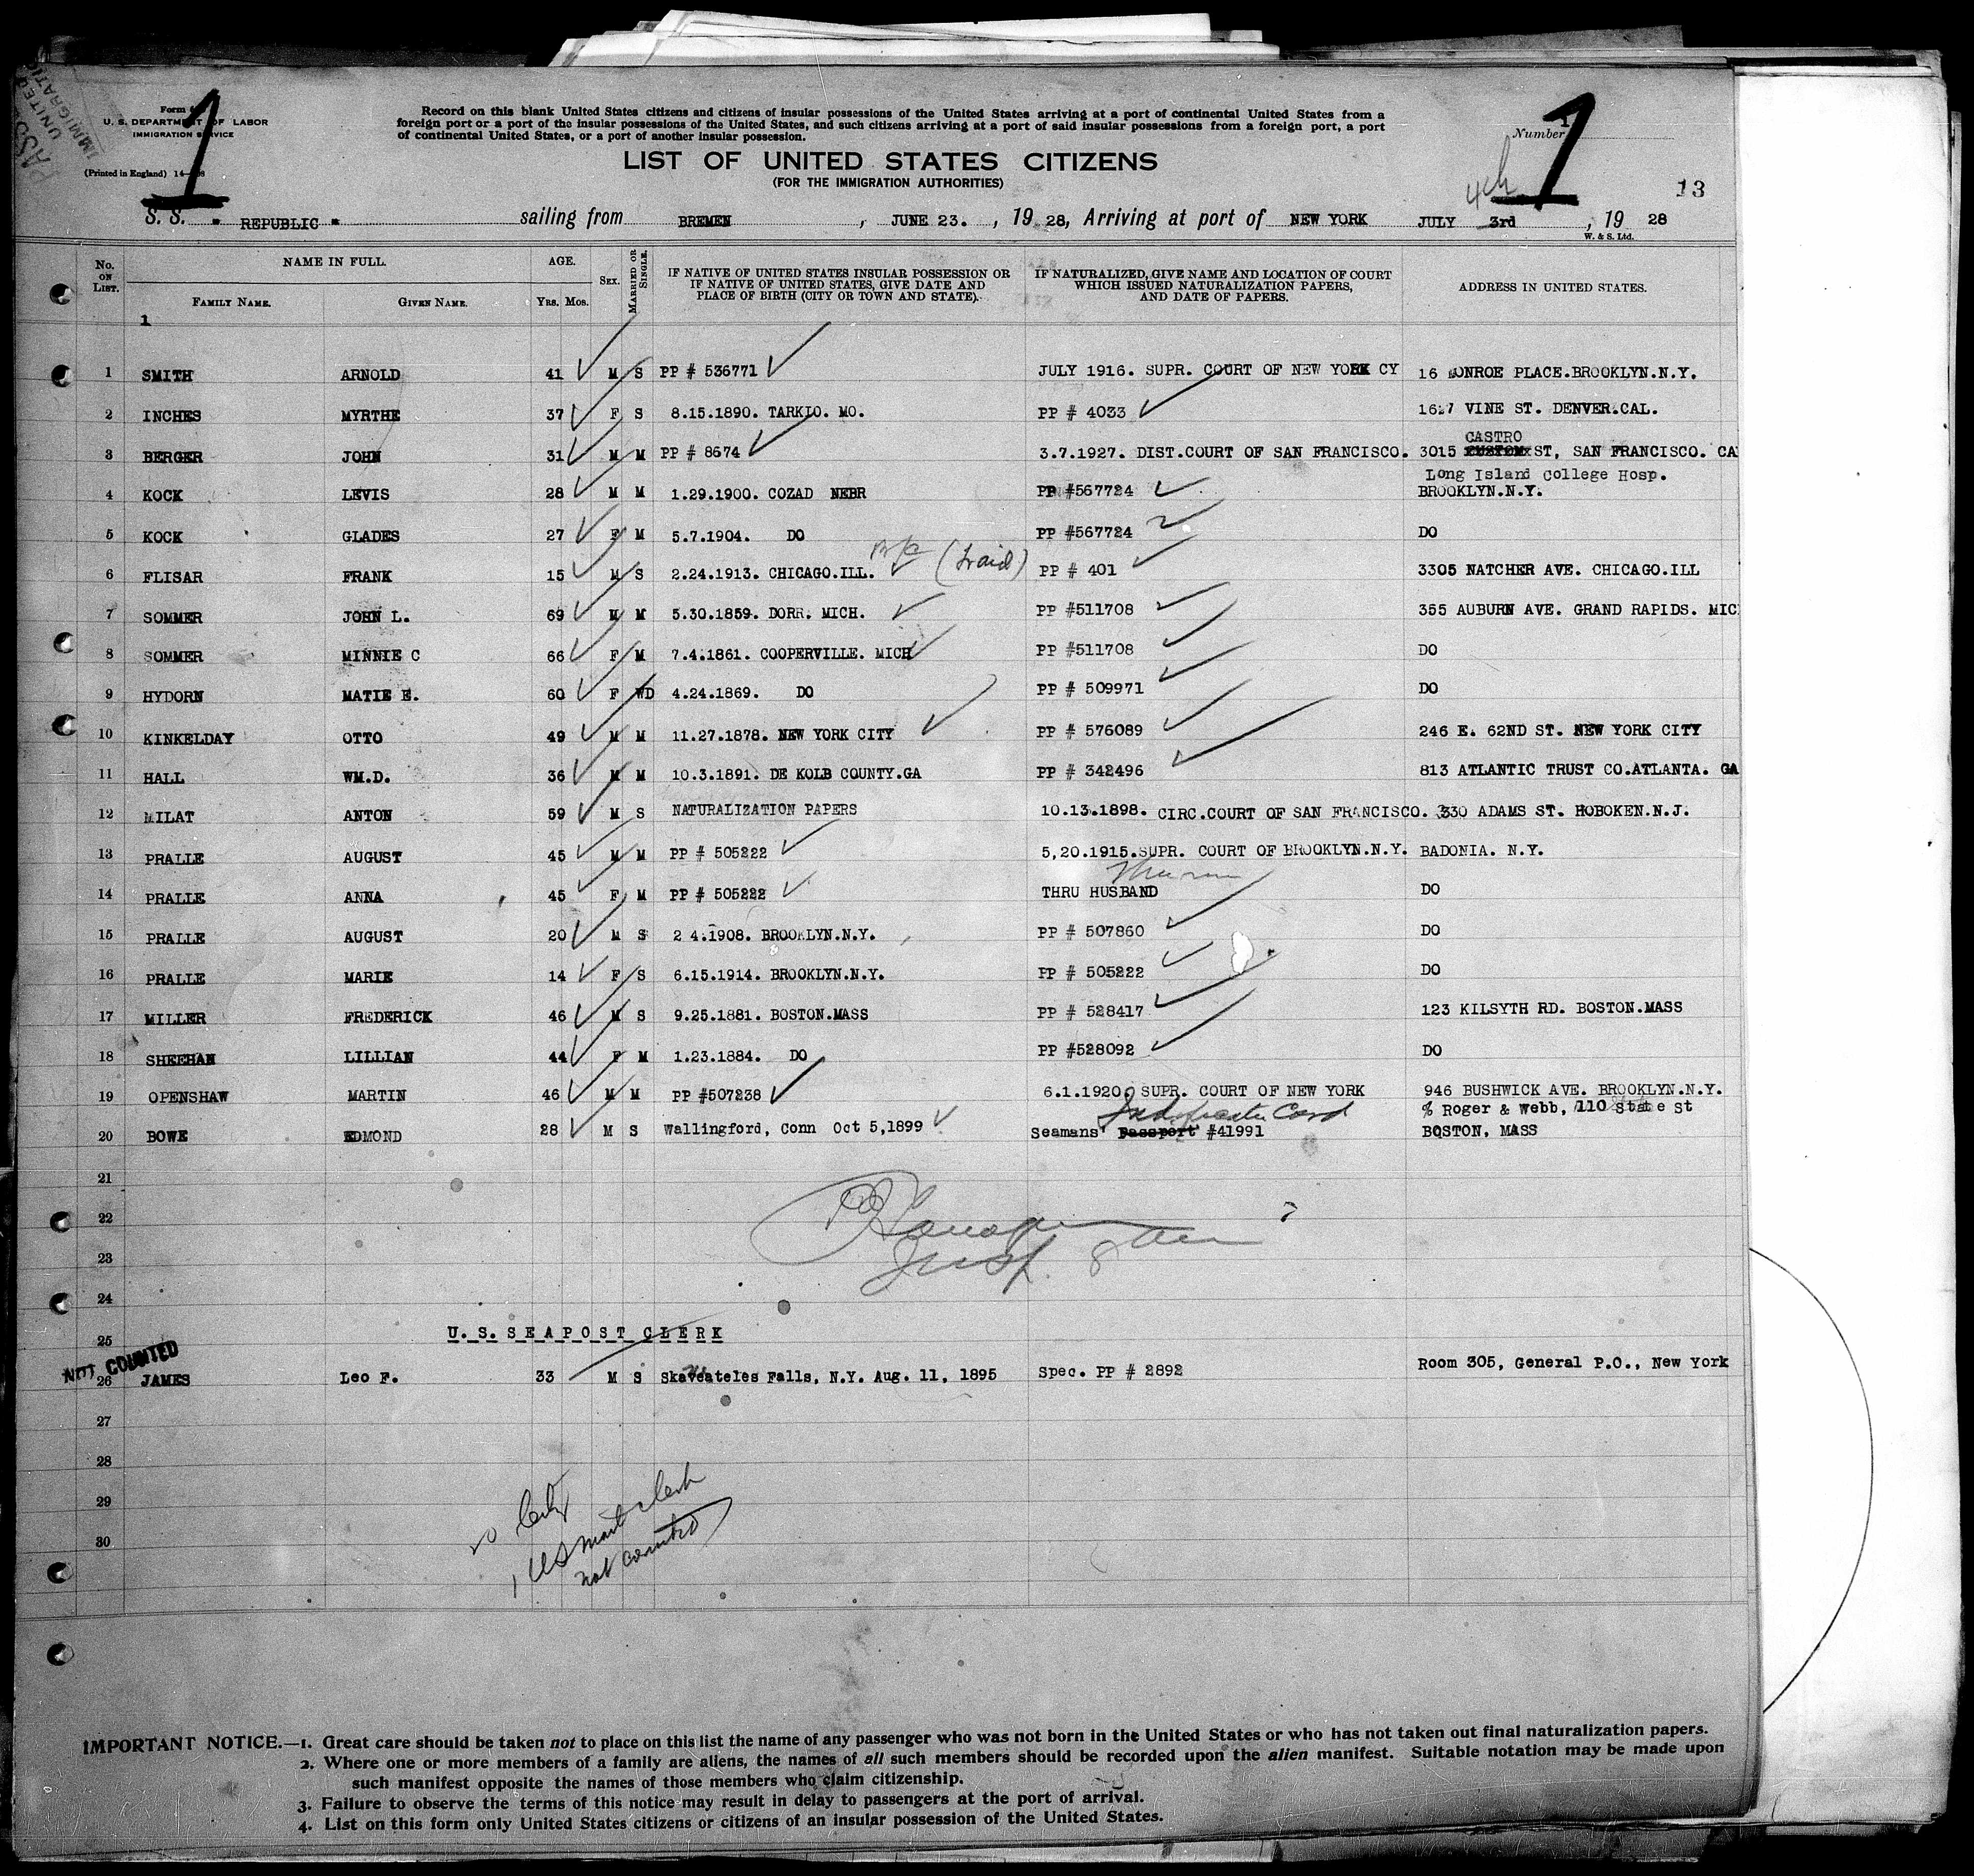 Form
U. S. DEPARTMENT OF LABOR
IMMIGRATION SERVICE
(Printed in England)
1
Record on this blank United States citizens and citizens of insular possessions of the United States arriving at a port of continental United States from a
foreign port or a port of the insular possessions of the United States, and such citizens arriving at a port of said insular possessions from a foreign port, a port
of continental United States, or a port of another insular possession.
Number 1
1
LIST OF UNITED STATES CITIZENS
(FOR THE IMMIGRATION AUTHORITIES)
4th
13
S. S. " REPUBLIC " sailing from BREMEN, JUNE 23., 1928, Arriving at port of NEW YORK JULY 3rd, 19 28
W. & S. Ltd.
No. ON LIST. NAME IN FULL. AGE. SEX. MARRIED OR SINGLE. IF NATIVE OF UNITED STATES INSULAR POSSESSION OR IF NATIVE OF UNITED STATES, GIVE DATE AND PLACE OF BIRTH (CITY OR TOWN AND STATE). IF NATURALIZED, GIVE NAME AND LOCATION OF COURT WHICH ISSUED NATURALIZATION PAPERS, AND DATE OF PAPERS. ADDRESS IN UNITED STATES.
FAMILY NAME. GIVEN NAME. YRS. MOS.
1
1 SMITH ARNOLD 41 M S PP # 536771 JULY 1916. SUPR. COURT OF NEW YORK CY 16 MONROE PLACE.BROOKLYN.N.Y.
2 INCHES MYRTHE 37 F S 8.15.1890. TARKIO. MO. PP # 4033 1627 VINE ST. DENVER.CAL.
CASTRO
3 BERGER JOHN 31 M M PP # 8674 3.7.1927. DIST.COURT OF SAN FRANCISCO. 3015 ST, SAN FRANCISCO. CA
Long Island College Hosp.
4 KOCK LEVIS 28 M M 1.29.1900. COZAD NEBR PP #567724 BROOKLYN.N.Y.
5 KOCK GLADES 27 F M 5.7.1904. DO PP #567724 DO
6 FLISAR FRANK 15 M S 2.24.1913. CHICAGO.ILL. PP # 401 3305 NATCHER AVE. CHICAGO.ILL
7 SOMMER JOHN L. 69 M M 5.30.1859. DORR. MICH. PP #511708 355 AUBURN AVE. GRAND RAPIDS. MIC
8 SOMMER MINNIE C 66 F M 7.4.1861. COOPERVILLE. MICH PP #511708 DO
9 HYDORN MATIE E. 60 F WD 4.24.1869. DO PP # 509971 DO
10 KINKELDAY OTTO 49 M M 11.27.1878. NEW YORK CITY PP # 576089 246 E. 62ND ST. NEW YORK CITY
11 HALL WM.D. 36 M M 10.3.1891. DE KOLB COUNTY.GA PP # 342496 813 ATLANTIC TRUST CO.ATLANTA. GA
12 MILAT ANTON 59 M S NATURALIZATION PAPERS 10.13.1898. CIRC.COURT OF SAN FRANCISCO. 330 ADAMS ST. HOBOKEN.N.J.
13 PRALLE AUGUST 45 M M PP # 505222 5,20.1915.SUPR. COURT OF BROOKLYN.N.Y. BADONIA. N.Y.
14 PRALLE ANNA 45 F M PP # 505222 THRU HUSBAND DO
15 PRALLE AUGUST 20 M S 2 4.1908. BROOKLYN.N.Y. PP # 507860 DO
16 PRALLE MARIE 14 F S 6.15.1914. BROOKLYN.N.Y. PP # 505222 DO
17 MILLER FREDERICK 46 M S 9.25.1881. BOSTON.MASS PP # 528417 123 KILSYTH RD. BOSTON.MASS
18 SHEEHAN LILLIAN 44 F M 1.23.1884. DO PP #528092 DO
19 OPENSHAW MARTIN 46 M M PP #507238 6.1.1920. SUPR. COURT OF NEW YORK 946 BUSHWICK AVE. BROOKLYN.N.Y.
% Roger & Webb, 110 State St
20 BOWE EDMOND 28 M S Wallingford, Conn Oct 5,1899 Seamans' Passport #41991 BOSTON, MASS
21
22
23
Insp.
24
25 U.S.SEAPOST CLERK
NOT COUNTED
26 JAMES Leo F. 33 M S Skaneateles Falls, N.Y. Aug. 11, 1895 Spec. PP # 2892 Room 305, General P.O., New York
27
28
29
30
20
1 US mail clerk
not counted
IMPORTANT NOTICE.—1. Great care should be taken not to place on this list the name of any passenger who was not born in the United States or who has not taken out final naturalization papers.
2. Where one or more members of a family are aliens, the names of all such members should be recorded upon the alien manifest. Suitable notation may be made upon
such manifest opposite the names of those members who claim citizenship.
3. Failure to observe the terms of this notice may result in delay to passengers at the port of arrival.
4. List on this form only United States citizens or citizens of an insular possession of the United States.